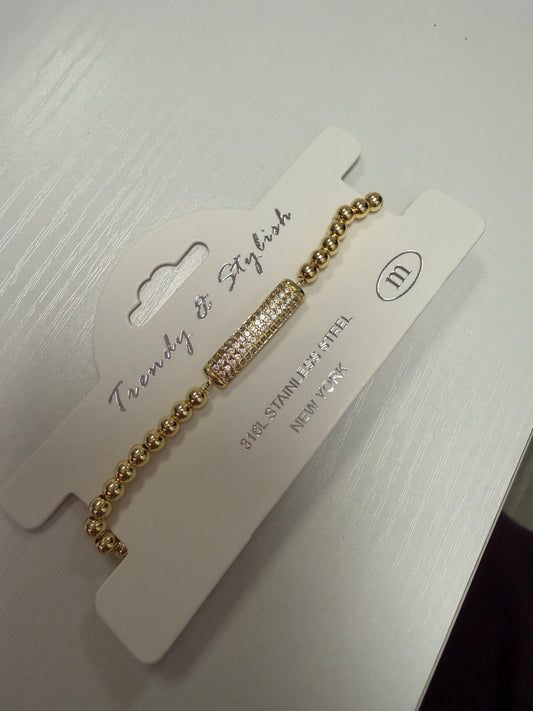 Trendy & Stylish
m
316L STAINLESS STEEL
NEW YORK